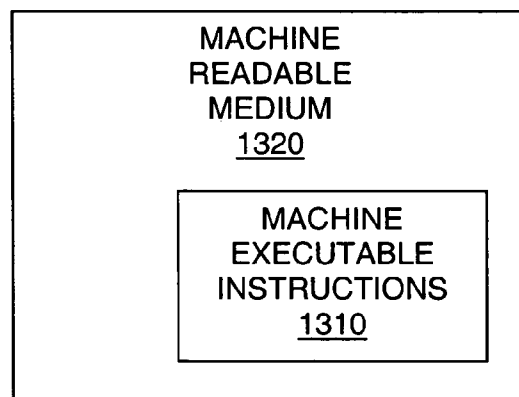 MACHINE
READABLE
MEDIUM
1320
MACHINE
EXECUTABLE
INSTRUCTIONS
1310